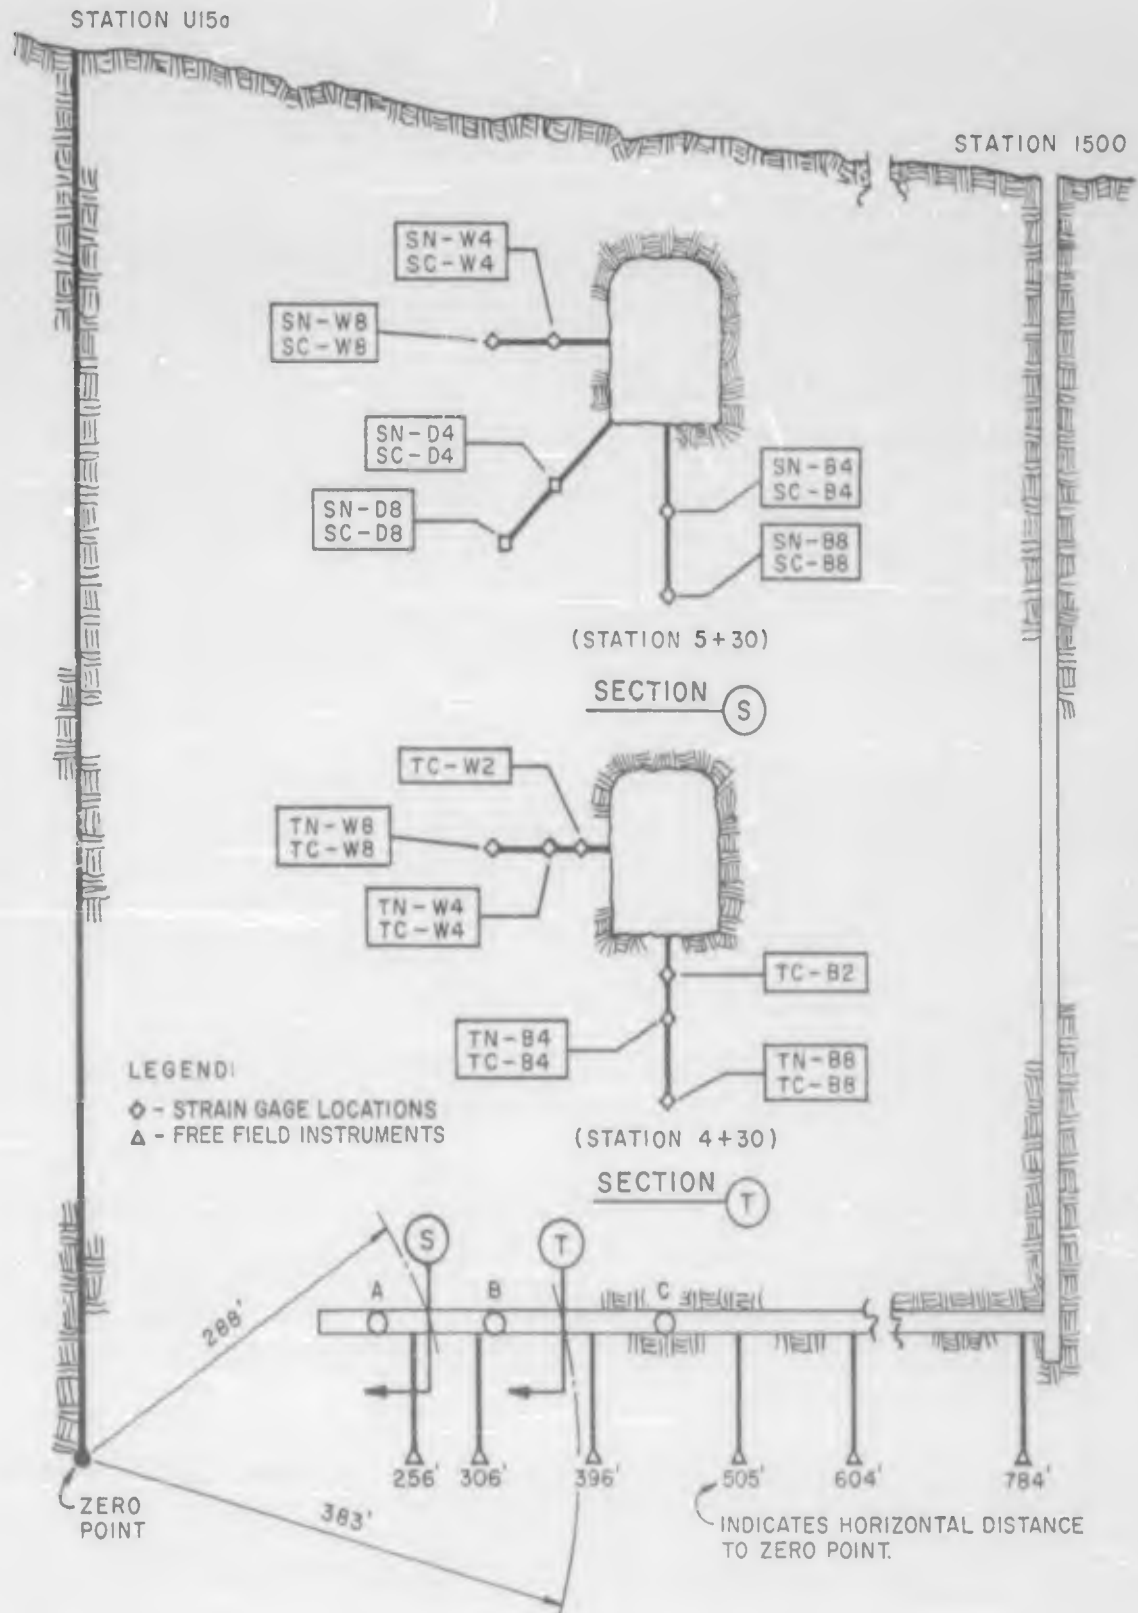 STATION U15a
STATION 1500
SN-W4
SC-W4
SN-W8
SC-W8
SN-D4
SC-D4
SN-D8
SC-D8
SN-B4
SC-B4
SN-B8
SC-B8
(STATION 5+30)
SECTION S
TC-W2
TN-W8
TC-W8
TN-W4
TC-W4
TC-B2
TN-B4
TC-B4
TN-B8
TC-B8
LEGEND:
- STRAIN GAGE LOCATIONS
- FREE FIELD INSTRUMENTS
(STATION 4+30)
SECTION T
S
T
A
B
C
288'
256'
306'
396'
505'
604'
784'
ZERO
POINT
383'
INDICATES HORIZONTAL DISTANCE
TO ZERO POINT.